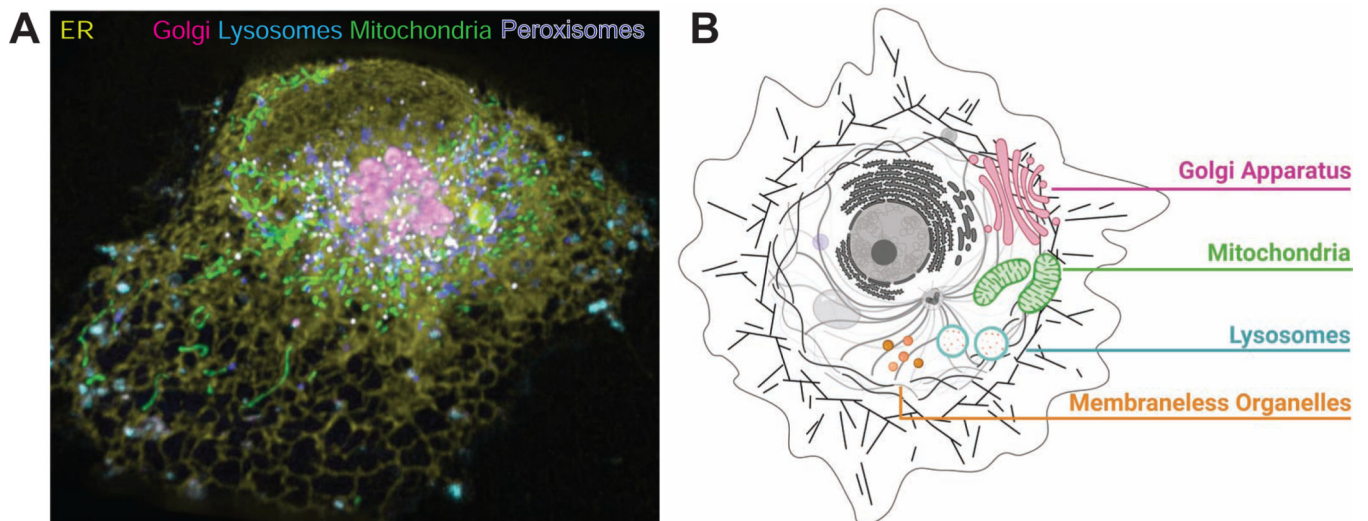 A
ER Golgi Lysosomes Mitochondria Peroxisomes
B
Golgi Apparatus
Mitochondria
Lysosomes
Membraneless Organelles